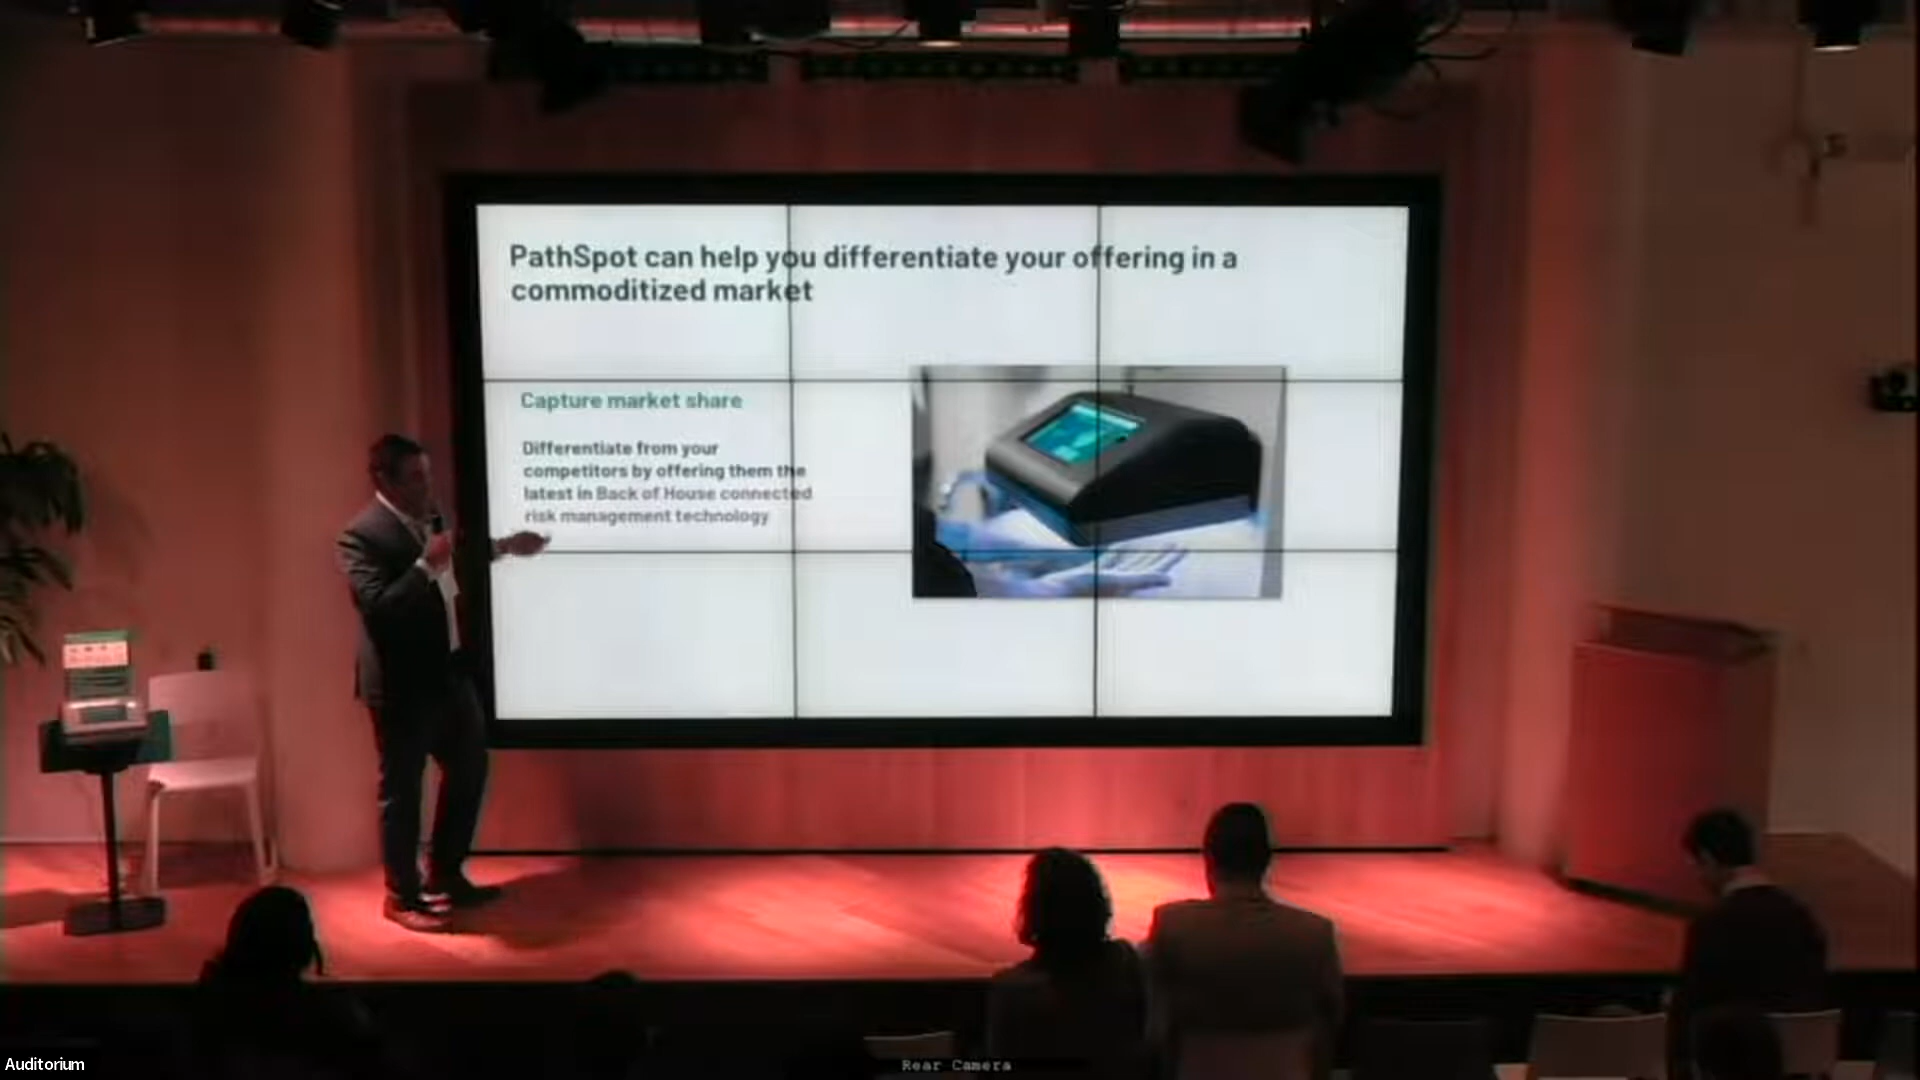 PathSpot can help you differentiate your offering in a
commoditized market
Capture market share
Differentiate from your
competitors by offering them the
latest in Back of House connected
risk management technology
Auditorium
Rear Camera